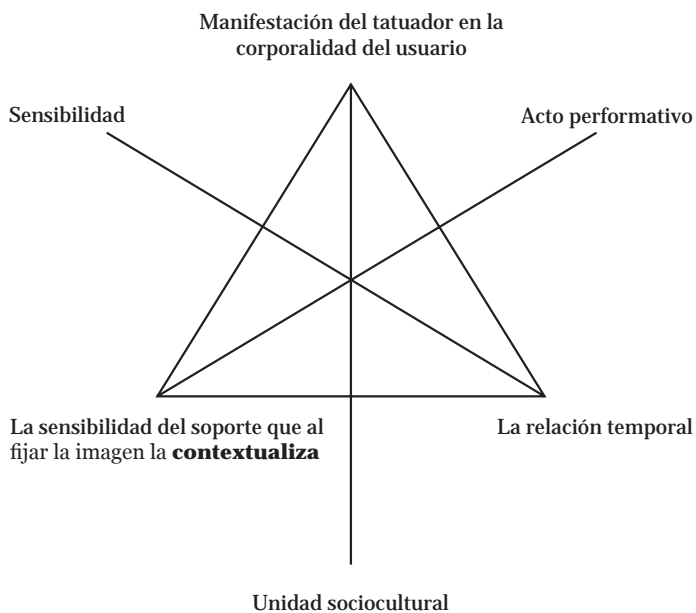 Manifestación del tatuador en la
corporalidad del usuario
Sensibilidad
Acto performativo
La sensibilidad del soporte que al
fijar la imagen la contextualiza
La relación temporal
Unidad sociocultural